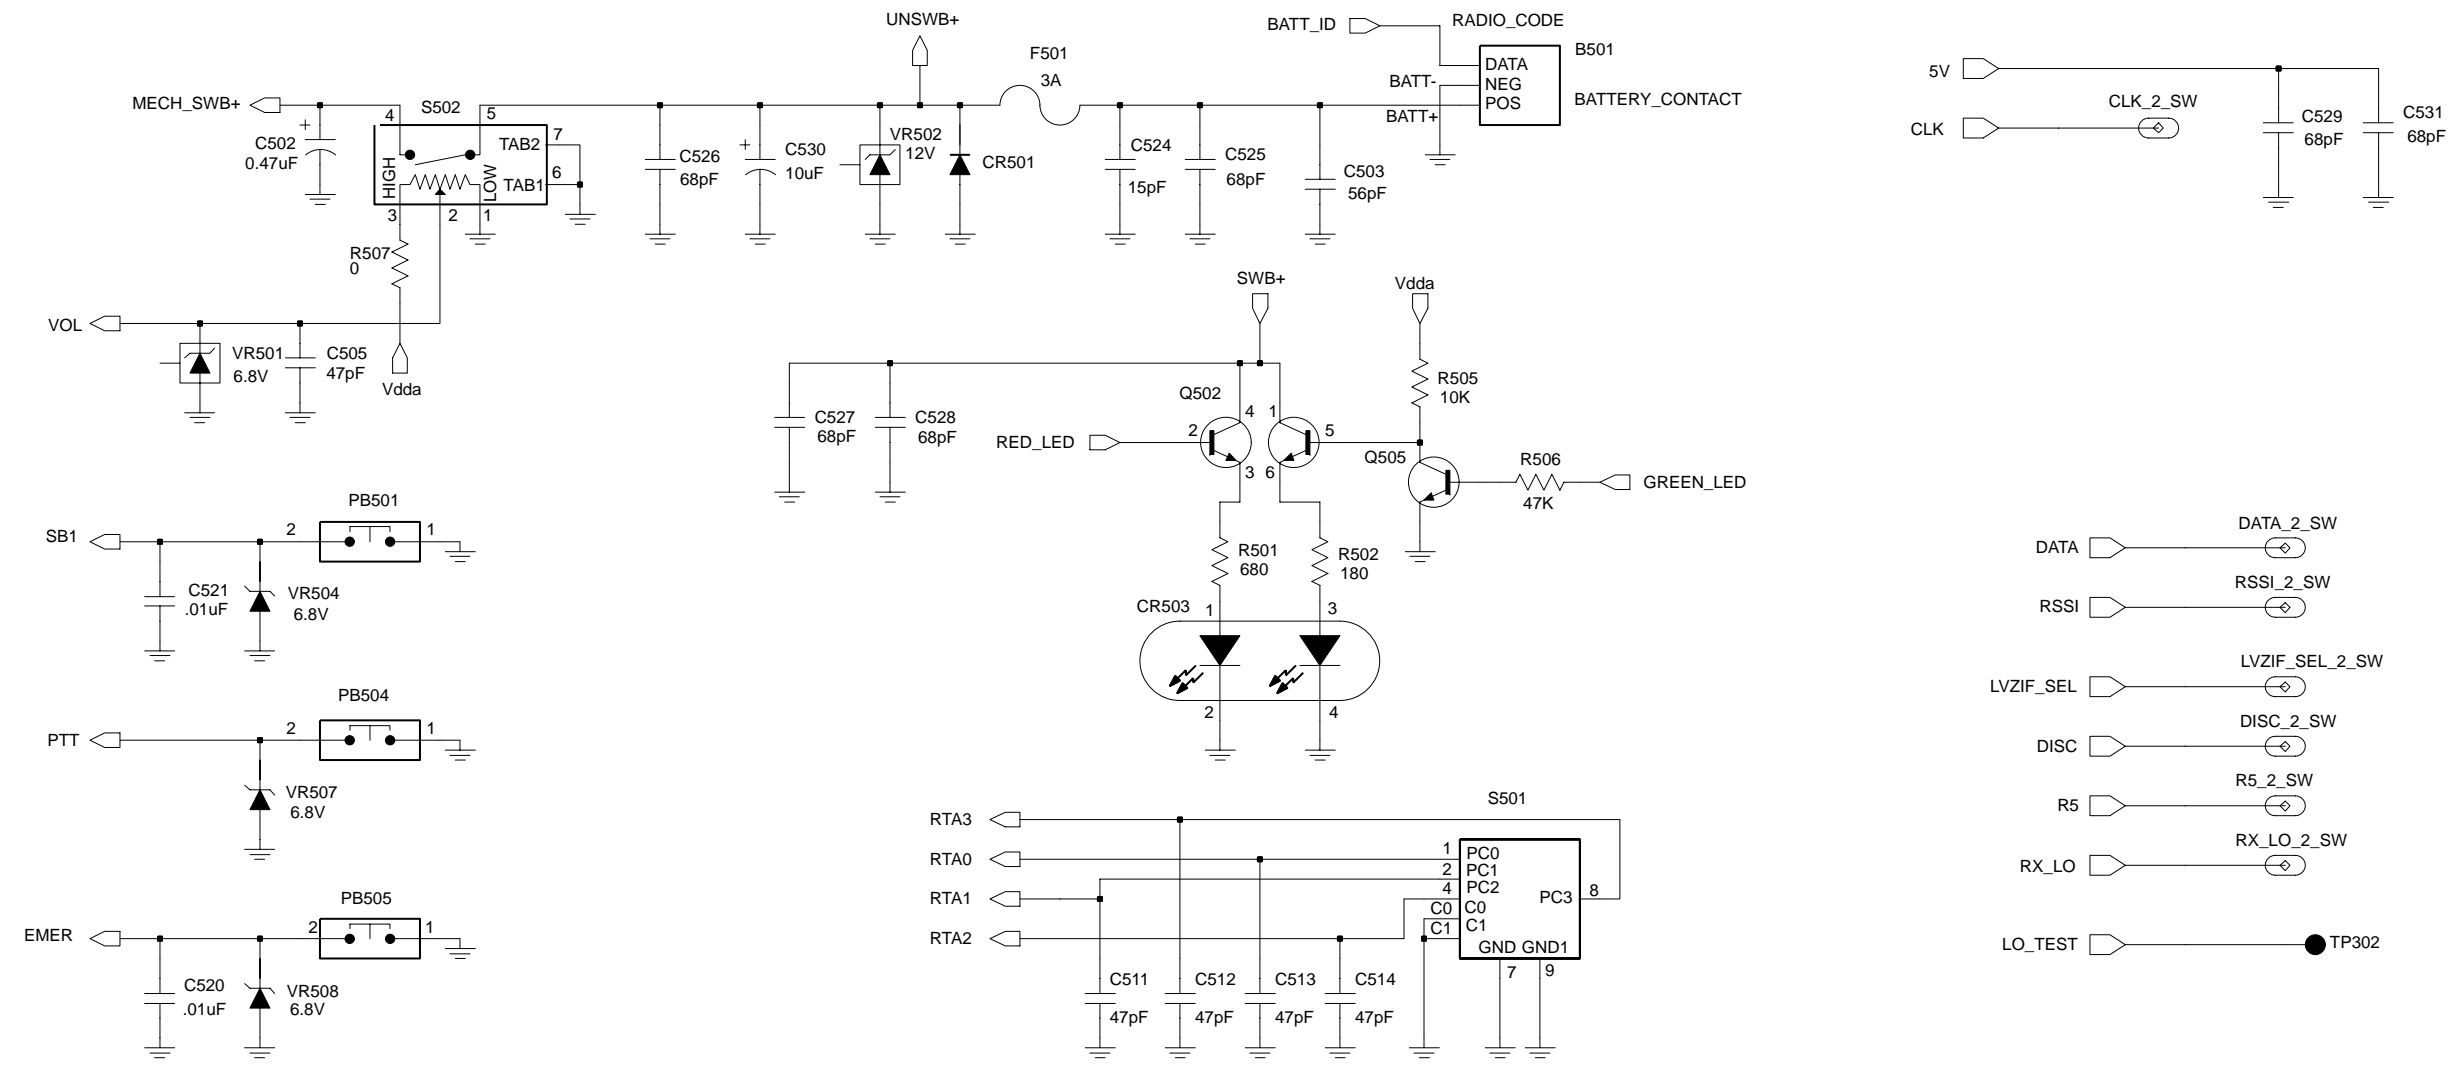 UNSWB+
BATT_ID
RADIO_CODE
B501
F501
3A
DATA
NEG
POS
BATT-
BATT+
BATTERY_CONTACT
MECH_SWB+
C502
0.47uF
S502
4
5
7
TAB2
6
TAB1
HIGH
LOW
3
2
1
R507
0
C526
68pF
C530
10uF
VR502
12V
CR501
C524
15pF
C525
68pF
C503
56pF
5V
CLK
CLK_2_SW
C529
68pF
C531
68pF
VOL
VR501
6.8V
C505
47pF
Vdda
SWB+
Vdda
R505
10K
Q502
4
1
C527
68pF
C528
68pF
RED_LED
2
5
3
6
Q505
R506
47K
GREEN_LED
R501
680
R502
180
CR503
1
3
2
4
PB501
SB1
2
1
C521
.01uF
VR504
6.8V
PB504
PTT
2
1
VR507
6.8V
PB505
EMER
2
1
C520
.01uF
VR508
6.8V
S501
RTA3
RTA0
RTA1
RTA2
1
2
4
C0
C1
PC0
PC1
PC2
C0
C1
PC3
8
GND GND1
7
9
C511
47pF
C512
47pF
C513
47pF
C514
47pF
DATA
DATA_2_SW
RSSI
RSSI_2_SW
LVZIF_SEL
LVZIF_SEL_2_SW
DISC
DISC_2_SW
R5
R5_2_SW
RX_LO
RX_LO_2_SW
LO_TEST
TP302